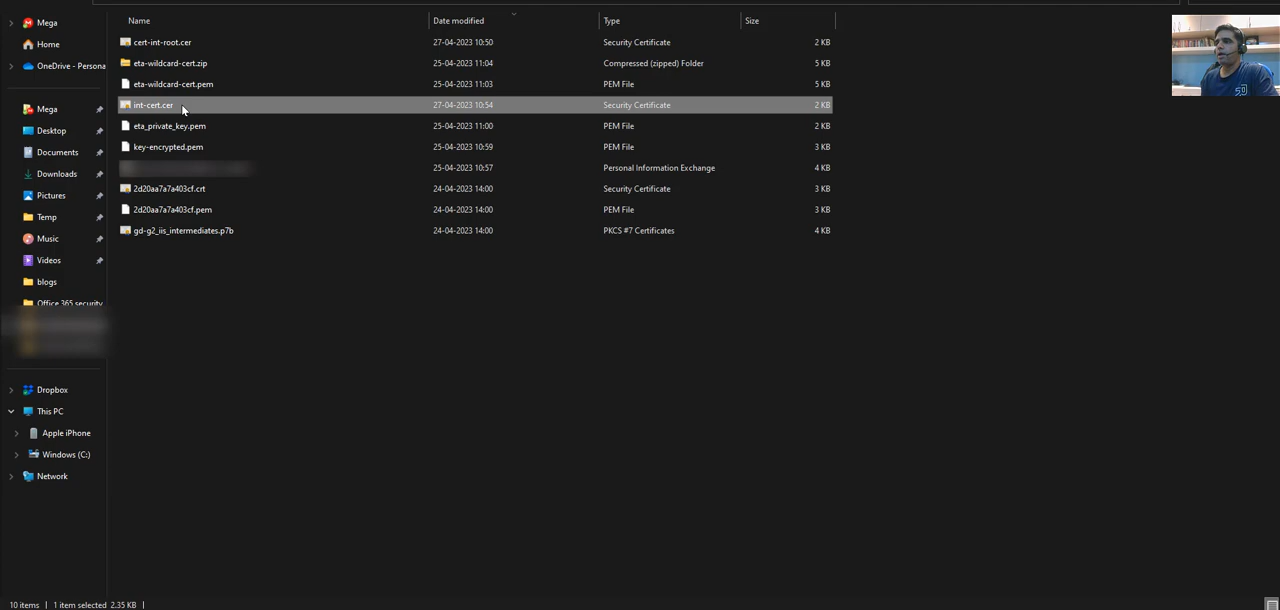 Name Date modified Type Size
Mega
Home
OneDrive - Persona
Mega
Desktop
Documents
Downloads
Pictures
Temp
Music
Videos
blogs
Office 365 security
Dropbox
This PC
Apple iPhone
Windows (C:)
Network
cert-int-root.cer 27-04-2023 10:50 Security Certificate 2 KB
eta-wildcard-cert.zip 25-04-2023 11:04 Compressed (zipped) Folder 5 KB
eta-wildcard-cert.pem 25-04-2023 11:03 PEM File 5 KB
int-cert.cer 27-04-2023 10:54 Security Certificate 2 KB
eta_private_key.pem 25-04-2023 11:00 PEM File 2 KB
key-encrypted.pem 25-04-2023 10:59 PEM File 3 KB
25-04-2023 10:57 Personal Information Exchange 4 KB
2d20aa7a7a403cf.crt 24-04-2023 14:00 Security Certificate 3 KB
2d20aa7a7a403cf.pem 24-04-2023 14:00 PEM File 3 KB
gd-g2_iis_intermediates.p7b 24-04-2023 14:00 PKCS #7 Certificates 4 KB
10 items 1 item selected 2.35 KB